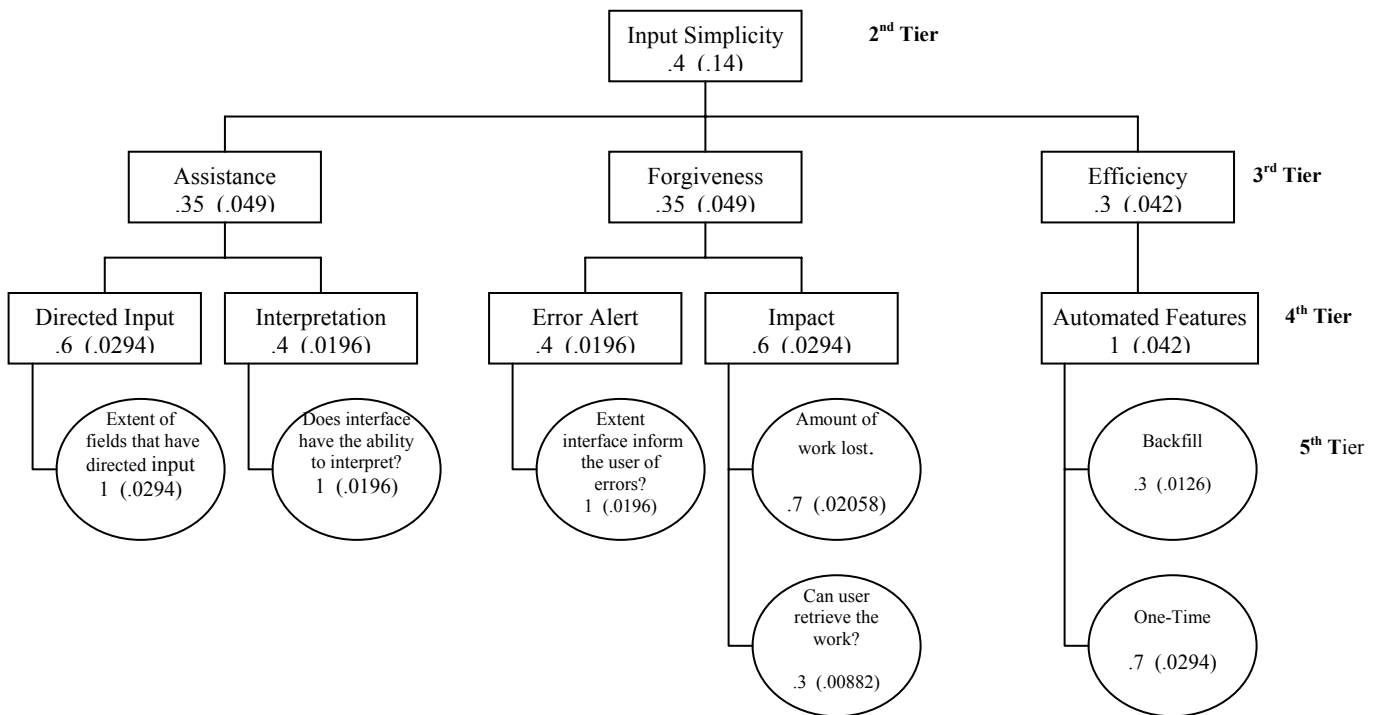 Input Simplicity
.4 (.14)
2nd Tier
Assistance
.35 (.049)
Forgiveness
.35 (.049)
Efficiency
.3 (.042)
3rd Tier
Directed Input
.6 (.0294)
Interpretation
.4 (.0196)
Error Alert
.4 (.0196)
Impact
.6 (.0294)
Automated Features
1 (.042)
4th Tier
Extent of
fields that have
directed input
1 (.0294)
Does interface
have the ability
to interpret?
1 (.0196)
Extent
interface inform
the user of
errors?
1 (.0196)
Amount of
work lost.
.7 (.02058)
Backfill
.3 (.0126)
5th Tier
Can user
retrieve the
work?
.3 (.00882)
One-Time
.7 (.0294)